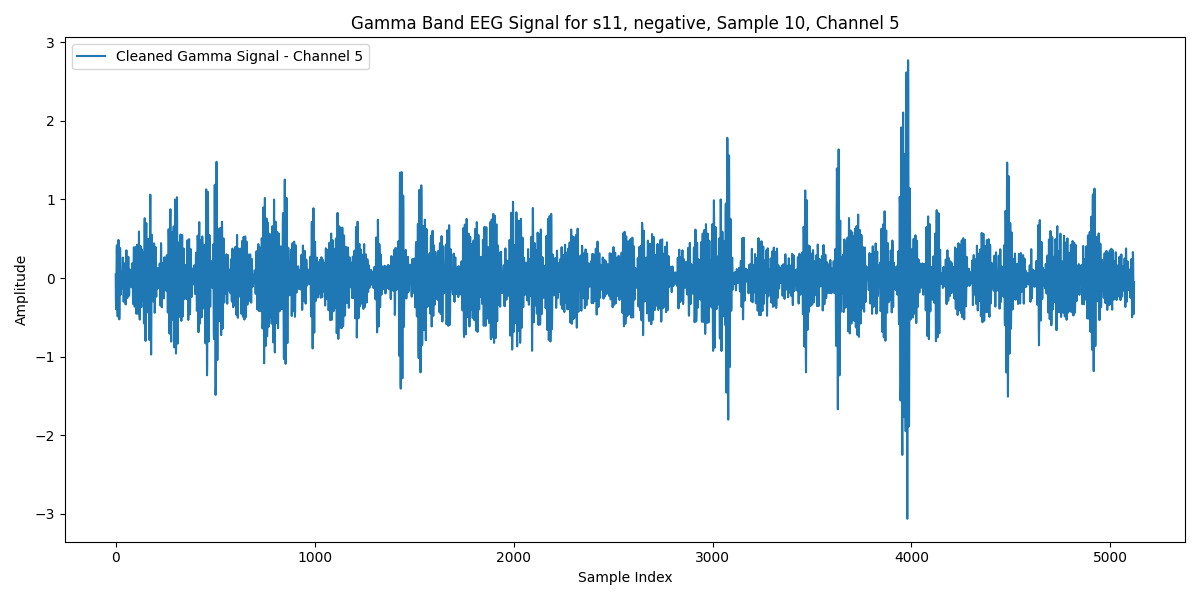 Gamma Band EEG Signal for s11, negative, Sample 10, Channel 5
Cleaned Gamma Signal - Channel 5
Amplitude
3
2
1
0
−1
−2
−3
0 1000 2000 3000 4000 5000
Sample Index